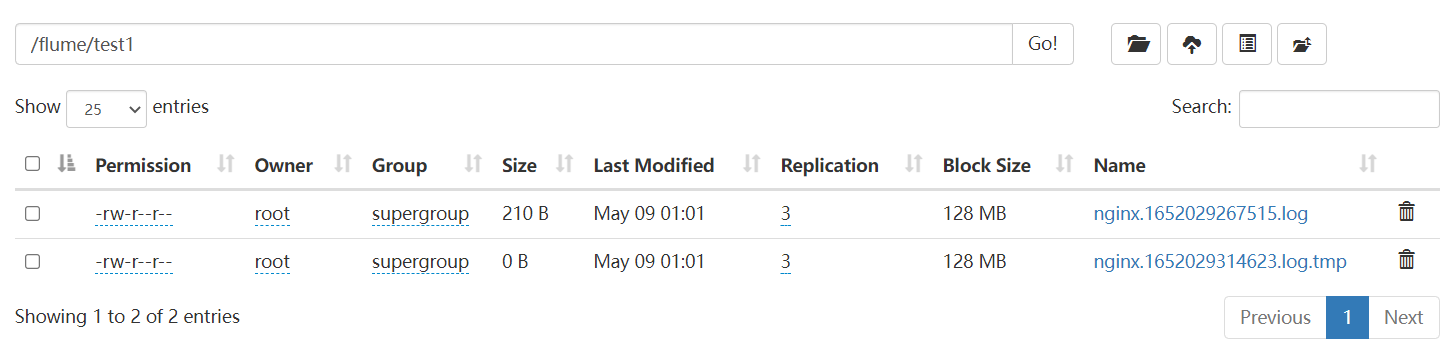 /flume/test1 Go!
Show 25 entries Search:
Permission Owner Group Size Last Modified Replication Block Size Name
-rw-r--r-- root supergroup 210 B May 09 01:01 3 128 MB nginx.1652029267515.log
-rw-r--r-- root supergroup 0 B May 09 01:01 3 128 MB nginx.1652029314623.log.tmp
Showing 1 to 2 of 2 entries Previous 1 Next